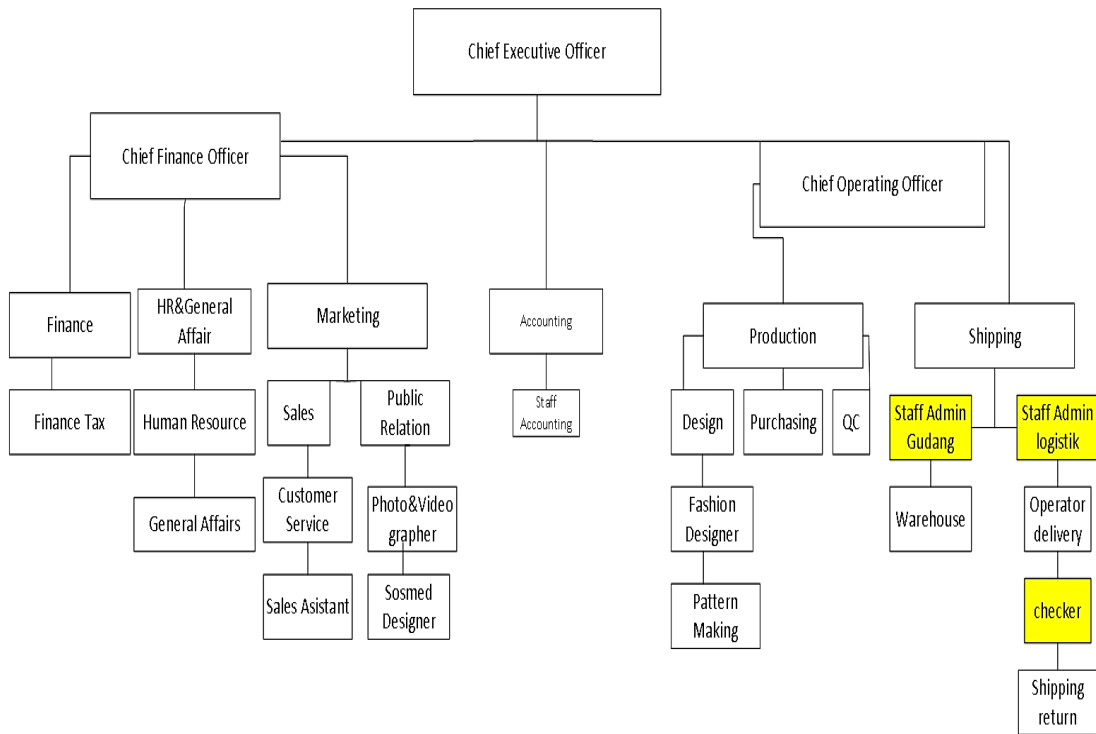 Chief Executive Officer
Chief Finance Officer
Chief Operating Officer
Finance
HR&General
Affair
Marketing
Accounting
Production
Shipping
Finance Tax
Human Resource
Sales
Public
Relation
Staff
Accounting
Design
Purchasing
QC
Staff Admin
Gudang
Staff Admin
logistik
General Affairs
Customer
Service
Photo&Video
grapher
Fashion
Designer
Warehouse
Operator
delivery
Sales Asistant
Sosmed
Designer
Pattern
Making
checker
Shipping
return